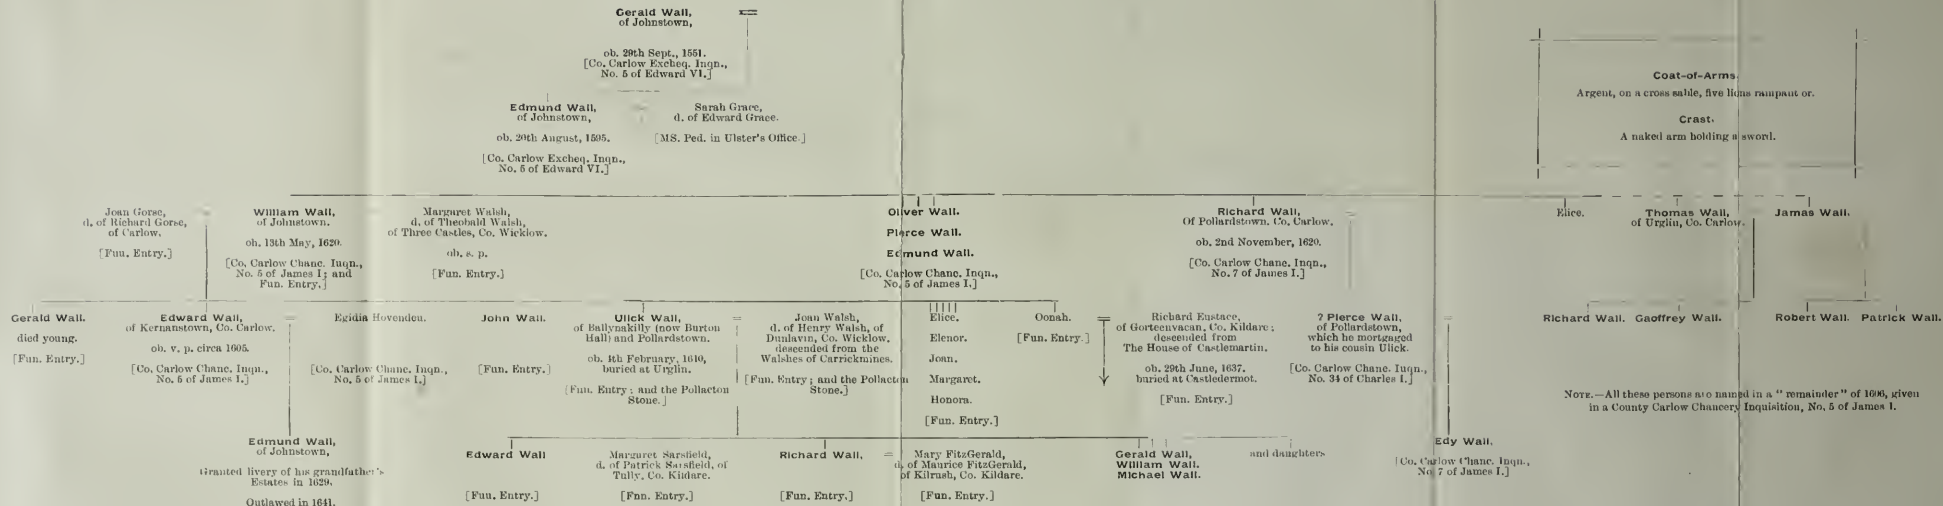 Gerald Wall,
of Johnstown,
ob. 29th Sept., 1551.
[Co. Carlow Excheq. Inqn.,
No. 5 of Edward VI.]
Edmund Wall,
of Johnstown,
ob. 20th August, 1595.
[Co. Carlow Excheq. Inqn.,
No. 5 of Edward VI.]
Sarah Grace,
d. of Edward Grace.
[MS. Ped. in Ulster's Office.]
Coat-of-Arms.
Argent, on a cross sable, five lions rampant or.
Crast.
A naked arm holding a sword.
Joan Gorse,
d. of Richard Gorse,
of Carlow.
[Fun. Entry.]
William Wall,
of Johnstown.
ob. 13th May, 1620.
[Co. Carlow Chanc. Inqn.,
No. 5 of James I; and
Fun. Entry.]
Margaret Walsh,
d. of Theobald Walsh,
of Three Castles, Co. Wicklow.
ob. s. p.
[Fun. Entry.]
Oliver Wall.
Pierce Wall.
Edmund Wall.
[Co. Carlow Chanc. Inqn.,
No. 5 of James I.]
Richard Wall,
Of Pollardstown. Co. Carlow.
ob. 2nd November, 1620.
[Co. Carlow Chanc. Inqn.,
No. 7 of James I.]
Elice.
Thomas Wall,
of Urglin, Co. Carlow.
Jamas Wall.
Gerald Wall.
died young.
[Fun. Entry.]
Edward Wall,
of Kernanstown, Co. Carlow.
ob. v. p. circa 1605.
[Co. Carlow Chanc. Inqn.,
No. 5 of James I.]
Egidia Hovendon.
[Co. Carlow Chanc. Inqn.,
No. 5 of James I.]
John Wall.
[Fun. Entry.]
Ulick Wall,
of Ballynakilly (now Burton
Hall) and Pollardstown.
ob. 4th February, 1610,
buried at Urglin.
[Fun. Entry; and the Pollacton
Stone.]
Joan Walsh,
d. of Henry Walsh, of
Dunlavin, Co. Wicklow.
descended from the
Walshes of Carrickmines.
[Fun. Entry; and the Pollacton
Stone.]
Elice.
Elenor.
Joan.
Margaret.
Honora.
[Fun. Entry.]
Oonah.
[Fun. Entry.]
Richard Eustace,
of Gorteenvacan, Co. Kildare;
descended from
The House of Castlemartin.
ob. 29th June, 1637.
buried at Castledermot.
[Fun. Entry.]
? Pierce Wall,
of Pollardstown,
which he mortgaged
to his cousin Ulick.
[Co. Carlow Chanc. Inqn.,
No. 34 of Charles I.]
Richard Wall. Gaoffrey Wall.
Robert Wall. Patrick Wall.
NOTE.—All these persons are named in a "remainder" of 1606, given
in a County Carlow Chancery Inquisition, No, 5 of James I.
Edmund Wall,
of Johnstown,
Granted livery of his grandfather's
Estates in 1629.
Outlawed in 1641.
Edward Wall
[Fun. Entry.]
Margaret Sarsfield,
d. of Patrick Sarsfield, of
Tully, Co. Kildare.
[Fun. Entry.]
Richard Wall,
[Fun. Entry.]
Mary FitzGerald,
d. of Maurice FitzGerald,
of Kilrush, Co. Kildare.
[Fun. Entry.]
Gerald Wall.
William Wall.
Michael Wall.
and daughters
Edy Wall.
[Co. Carlow Chanc. Inqn.,
No. 7 of James I.]